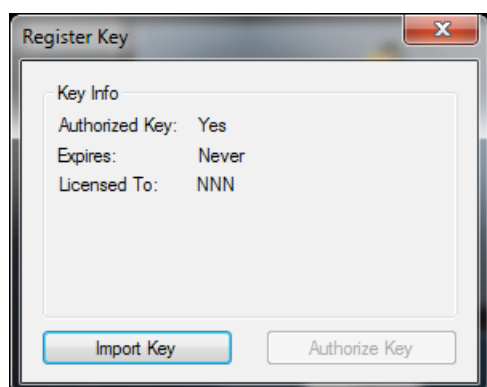 Register Key
Key Info
Authorized Key: Yes
Expires: Never
Licensed To: NNN
Import Key
Authorize Key